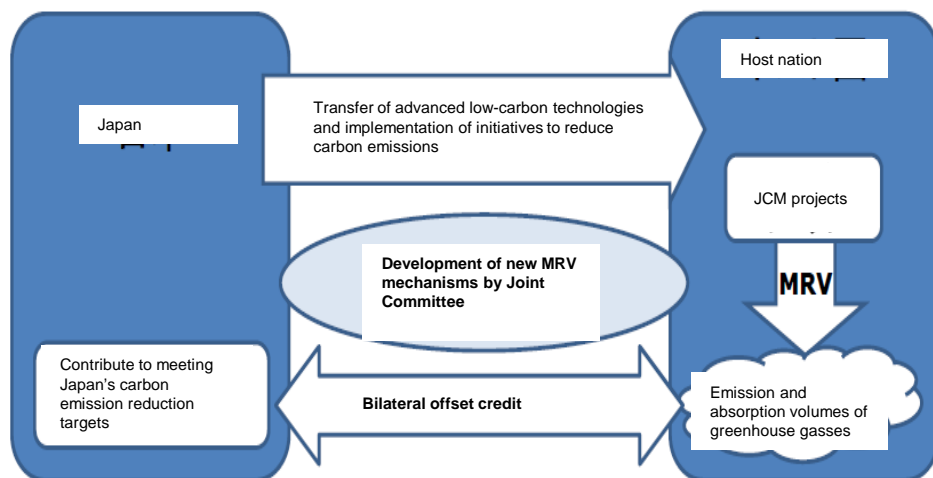 Host nation
Japan
Transfer of advanced low-carbon technologies
and implementation of initiatives to reduce
carbon emissions
JCM projects
Development of new MRV
mechanisms by Joint
Committee
MRV
Contribute to meeting
Japan's carbon
emission reduction
targets
Bilateral offset credit
Emission and
absorption volumes of
greenhouse gasses